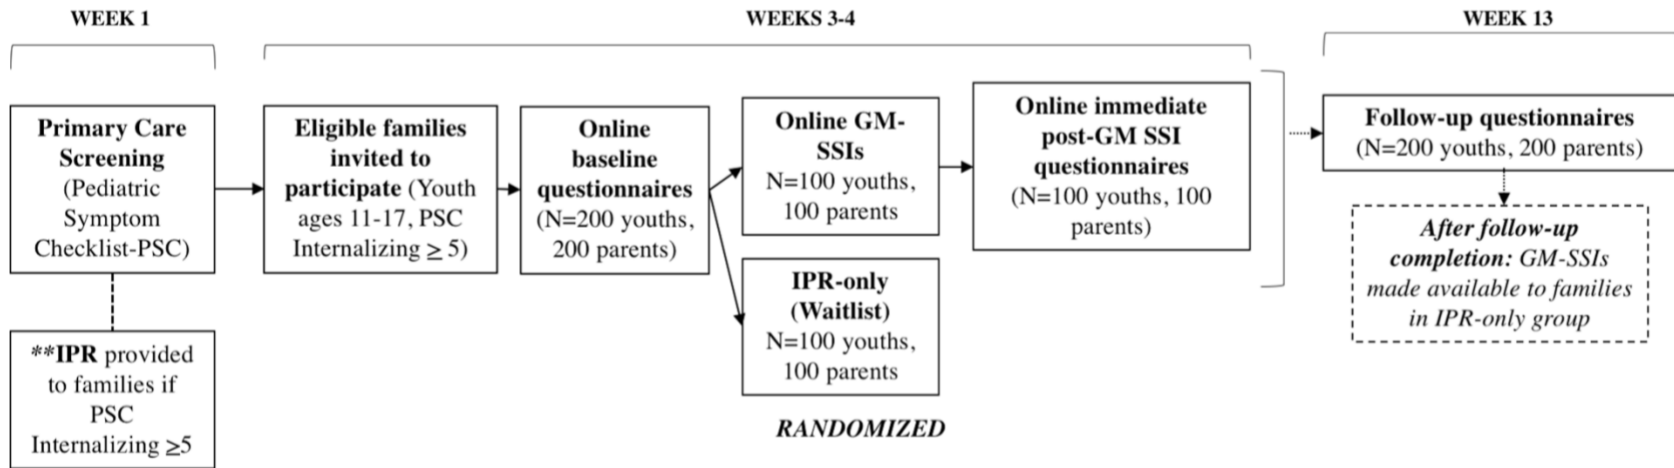 WEEK 1
WEEKS 3-4
WEEK 13
Primary Care
Screening
(Pediatric
Symptom
Checklist-PSC)
**IPR provided
to families if
PSC
Internalizing ≥5
Eligible families
invited to
participate (Youth
ages 11-17, PSC
Internalizing ≥ 5)
Online
baseline
questionnaires
(N=200 youths,
200 parents)
Online GM-
SSIs
N=100 youths,
100 parents
IPR-only
(Waitlist)
N=100 youths,
100 parents
RANDOMIZED
Online immediate
post-GM SSI
questionnaires
(N=100 youths, 100
parents)
Follow-up questionnaires
(N=200 youths, 200 parents)
After follow-up
completion: GM-SSIs
made available to families
in IPR-only group